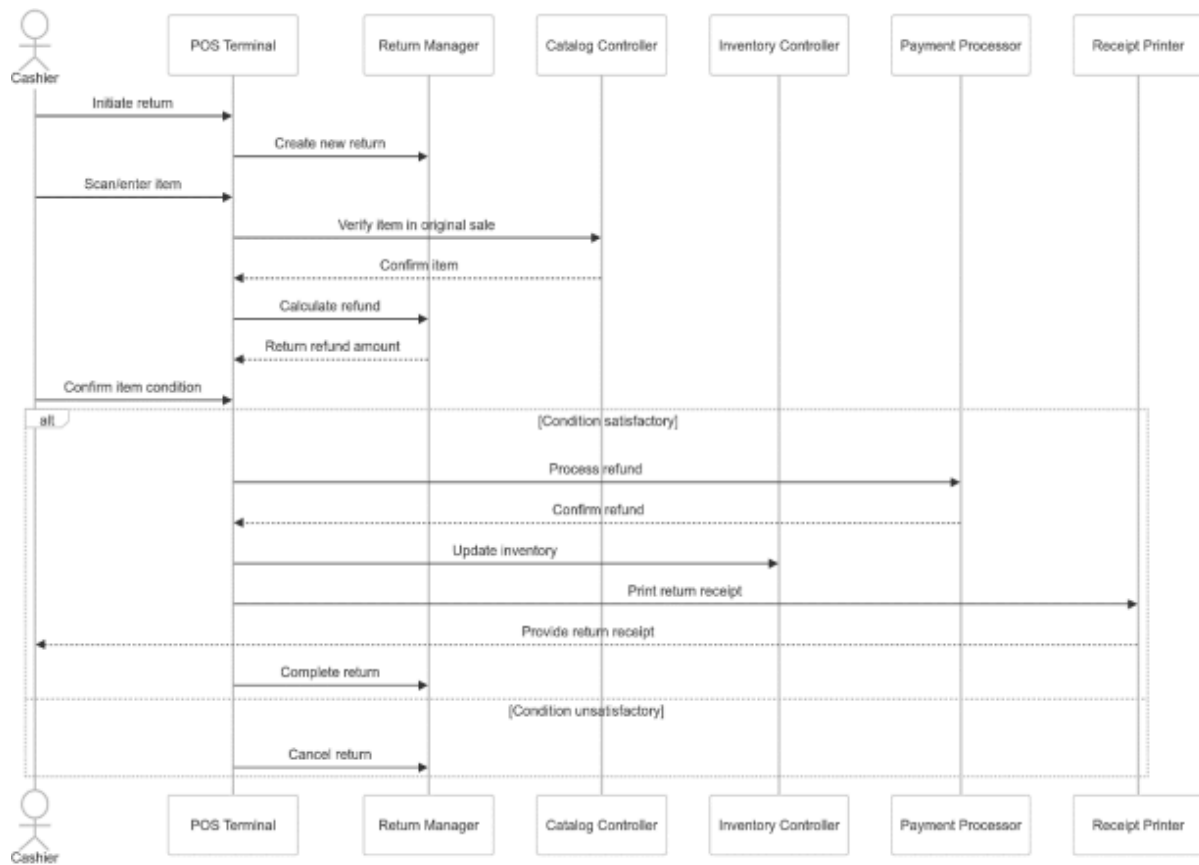 POS Terminal
Return Manager
Catalog Controller
Inventory Controller
Payment Processor
Receipt Printer
Cashier
Initiate return
Create new return
Scan/enter item
Verify item in original sale
Confirm item
Calculate refund
Return refund amount
Confirm item condition
alt
[Condition satisfactory]
Process refund
Confirm refund
Update inventory
Print return receipt
Provide return receipt
Complete return
[Condition unsatisfactory]
Cancel return
POS Terminal
Return Manager
Catalog Controller
Inventory Controller
Payment Processor
Receipt Printer
Cashier